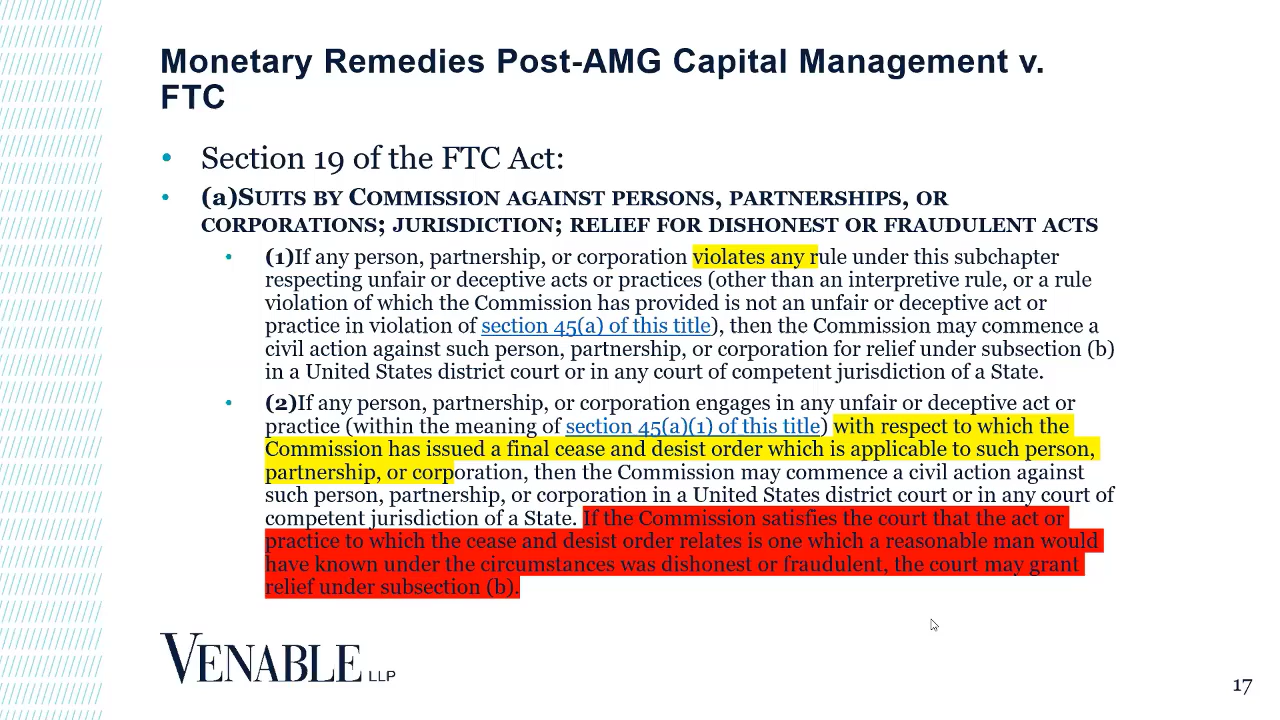 Monetary Remedies Post-AMG Capital Management v.
FTC
• Section 19 of the FTC Act:
• (a)SUITS BY COMMISSION AGAINST PERSONS, PARTNERSHIPS, OR
CORPORATIONS; JURISDICTION; RELIEF FOR DISHONEST OR FRAUDULENT ACTS
• (1)If any person, partnership, or corporation violates any rule under this subchapter
respecting unfair or deceptive acts or practices (other than an interpretive rule, or a rule
violation of which the Commission has provided is not an unfair or deceptive act or
practice in violation of section 45(a) of this title), then the Commission may commence a
civil action against such person, partnership, or corporation for relief under subsection (b)
in a United States district court or in any court of competent jurisdiction of a State.
• (2)If any person, partnership, or corporation engages in any unfair or deceptive act or
practice (within the meaning of section 45(a)(1) of this title) with respect to which the
Commission has issued a final cease and desist order which is applicable to such person,
partnership, or corporation, then the Commission may commence a civil action against
such person, partnership, or corporation in a United States district court or in any court of
competent jurisdiction of a State. If the Commission satisfies the court that the act or
practice to which the cease and desist order relates is one which a reasonable man would
have known under the circumstances was dishonest or fraudulent, the court may grant
relief under subsection (b).
VENABLE LLP
17